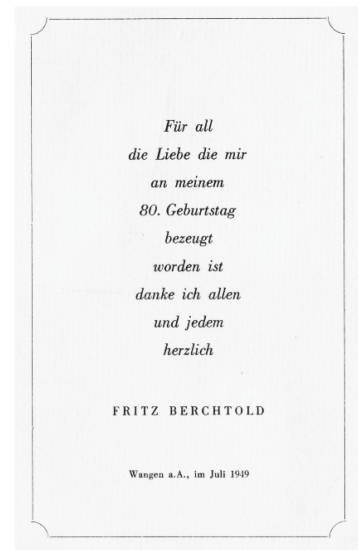 Für all
die Liebe die mir
an meinem
80. Geburtstag
bezeugt
worden ist
danke ich allen
und jedem
herzlich
FRITZ BERCHTOLD
Wangen a.A., im Juli 1949